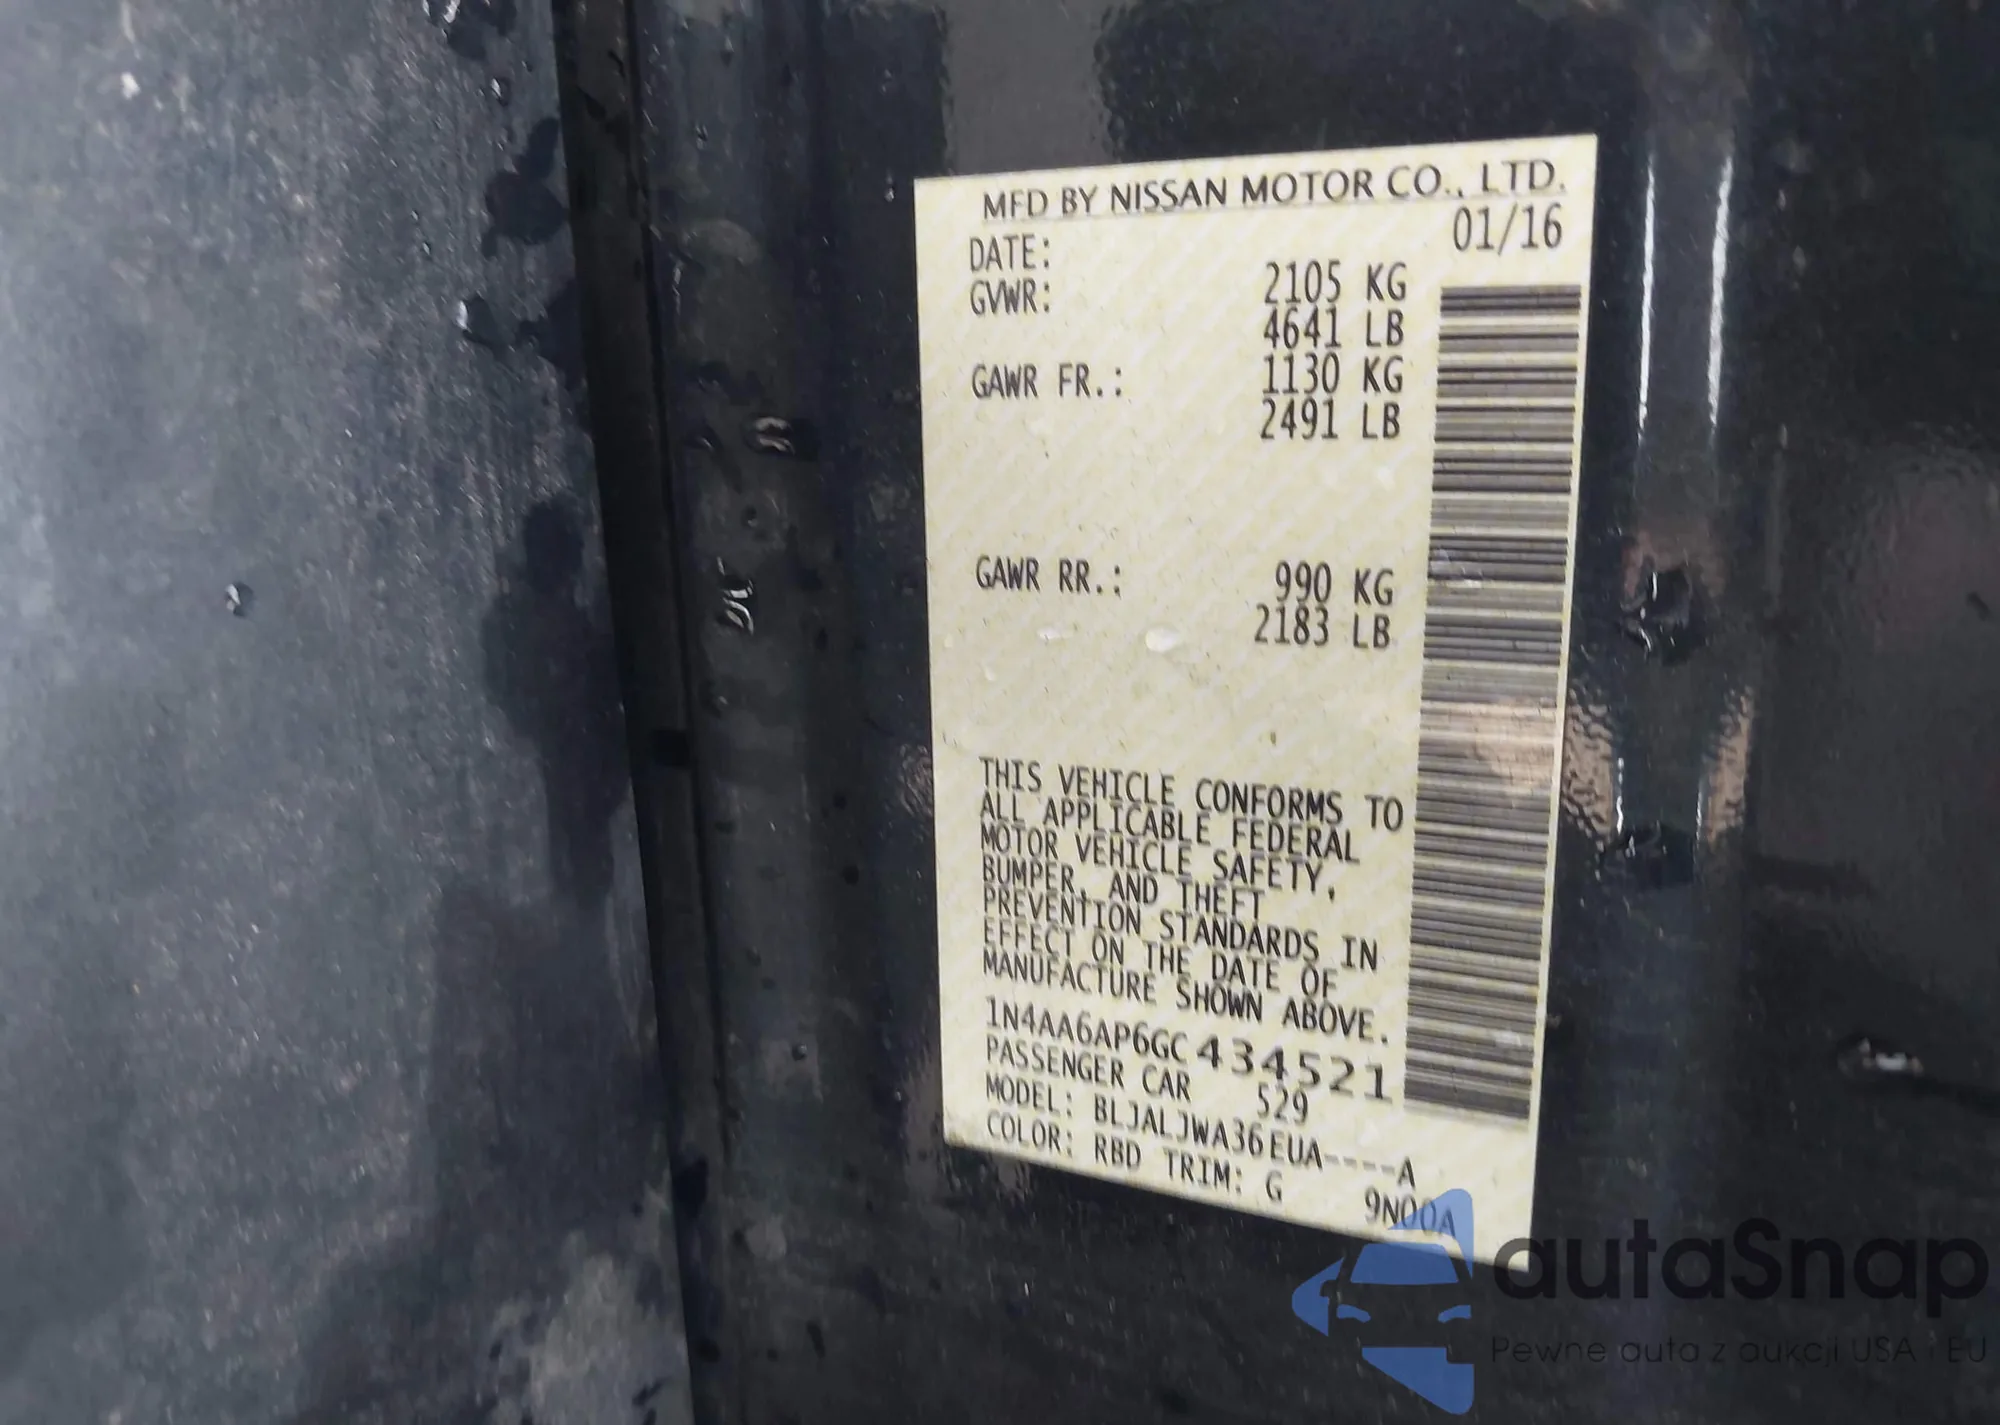 MFD BY NISSAN MOTOR CO., LTD.
DATE: 01/16
GVWR: 2105 KG
4641 LB
GAWR FR.: 1130 KG
2491 LB
GAWR RR.: 990 KG
2183 LB
THIS VEHICLE CONFORMS TO
ALL APPLICABLE FEDERAL
MOTOR VEHICLE SAFETY,
BUMPER, AND THEFT
PREVENTION STANDARDS IN
EFFECT ON THE DATE OF
MANUFACTURE SHOWN ABOVE.
1N4AA6AP6GC434521
PASSENGER CAR 529
MODEL: BLJALJWA36EUA----A
COLOR: RBD TRIM: G 9N00A
autaSnap
Pewne auta z aukcji USA i EU